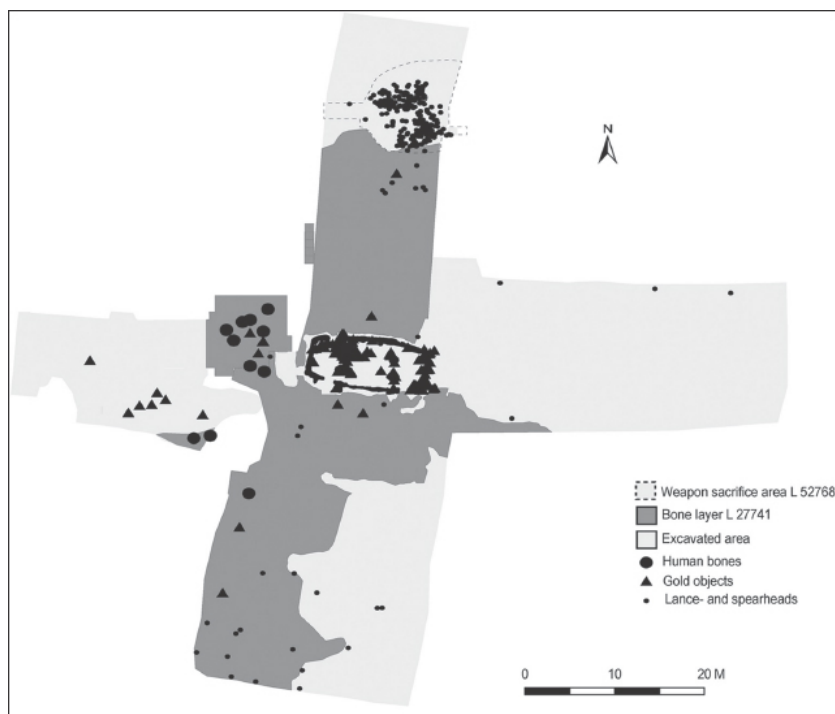 N
Weapon sacrifice area L 52768
Bone layer L 27741
Excavated area
Human bones
Gold objects
Lance- and spearheads
0 10 20 M